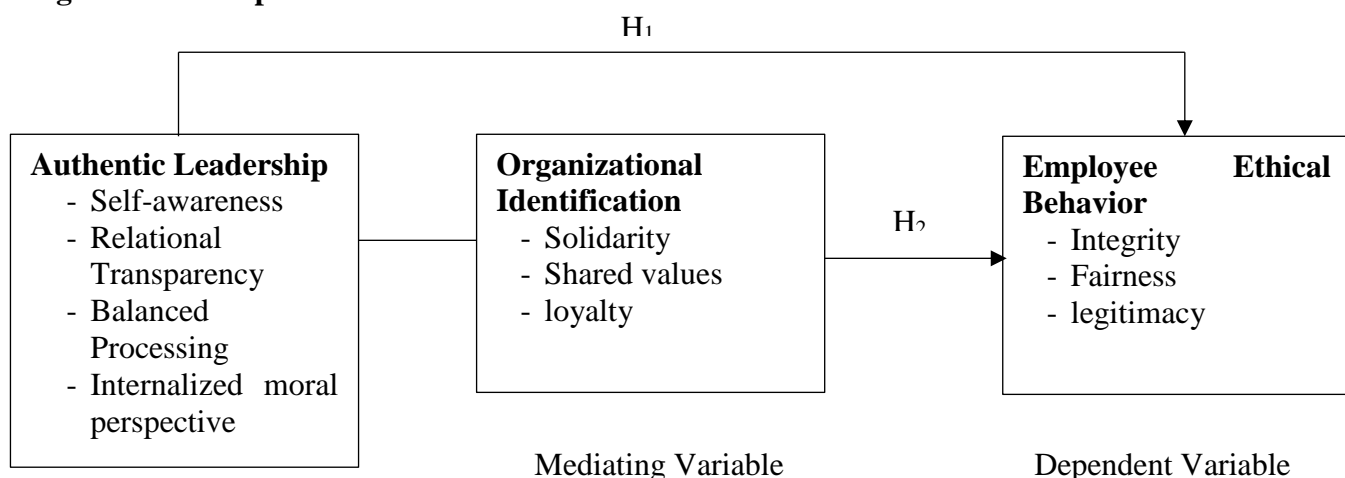 H₁
Authentic Leadership
- Self-awareness
- Relational
Transparency
- Balanced
Processing
- Internalized moral
perspective
Organizational
Identification
- Solidarity
- Shared values
- loyalty
H₂
Employee Ethical
Behavior
- Integrity
- Fairness
- legitimacy
Mediating Variable
Dependent Variable